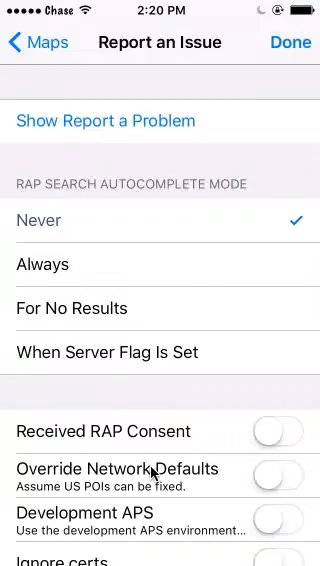 Chase 2:20 PM
Maps Report an Issue Done
Show Report a Problem
RAP SEARCH AUTOCOMPLETE MODE
Never
Always
For No Results
When Server Flag Is Set
Received RAP Consent
Override Network Defaults
Assume US POIs can be fixed.
Development APS
Use the development APS environment...
Ignore certs